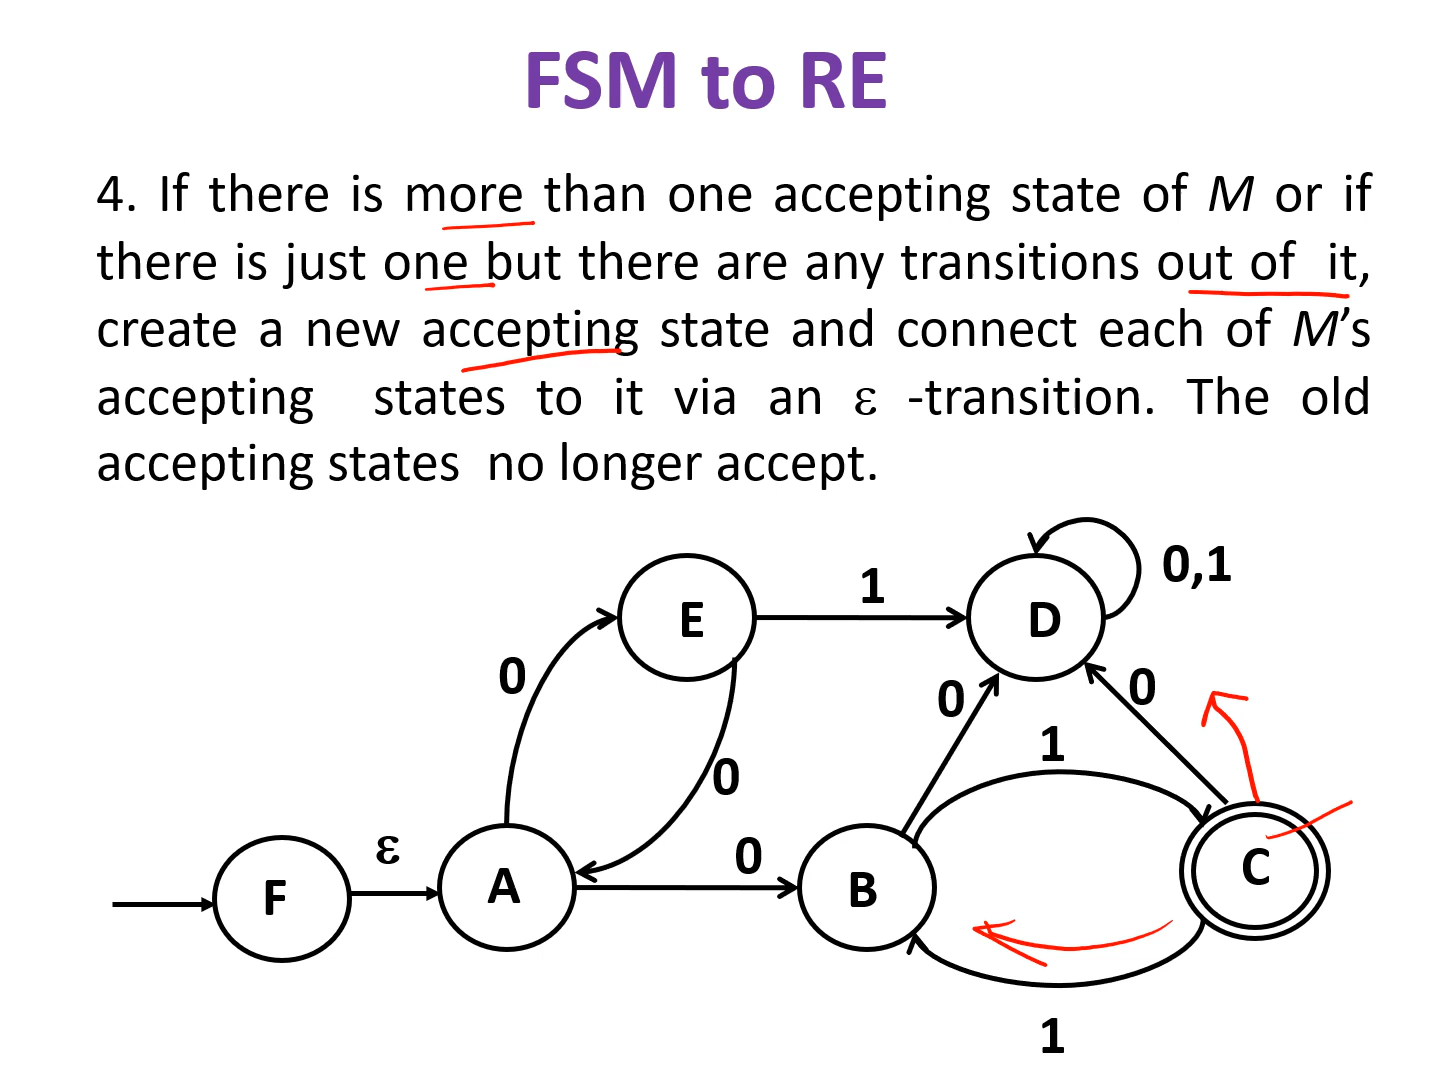 FSM to RE
4. If there is more than one accepting state of M or if
there is just one but there are any transitions out of it,
create a new accepting state and connect each of M's
accepting states to it via an ε -transition. The old
accepting states no longer accept.
0,1
E
1
D
0
0
0
1
0
ε
0
F
A
B
C
1